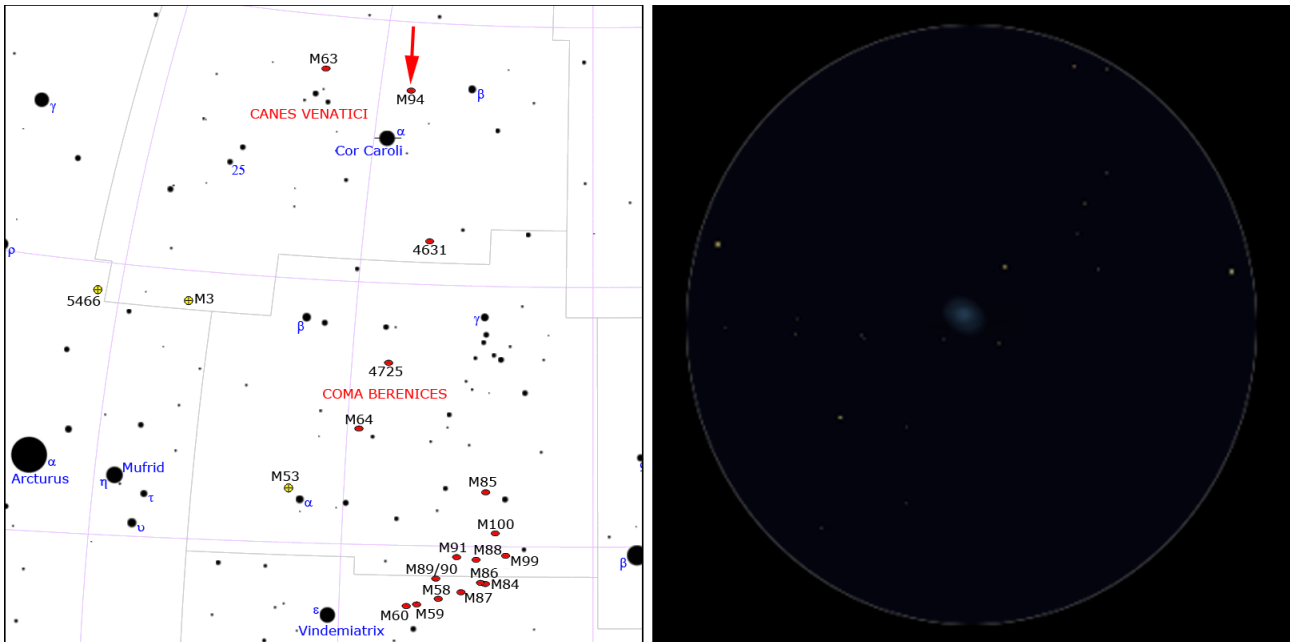 M63
M94
β
γ
CANES VENATICI
α
Cor Caroli
25
4631
ρ
5466
M3
β
γ
4725
COMA BERENICES
M64
α
Arcturus
Mufrid
η
τ
υ
M53
α
M85
M100
M91
M88
M99
M89/90
M86
M84
M58
M87
M60
M59
ε
Vindemiatrix
β